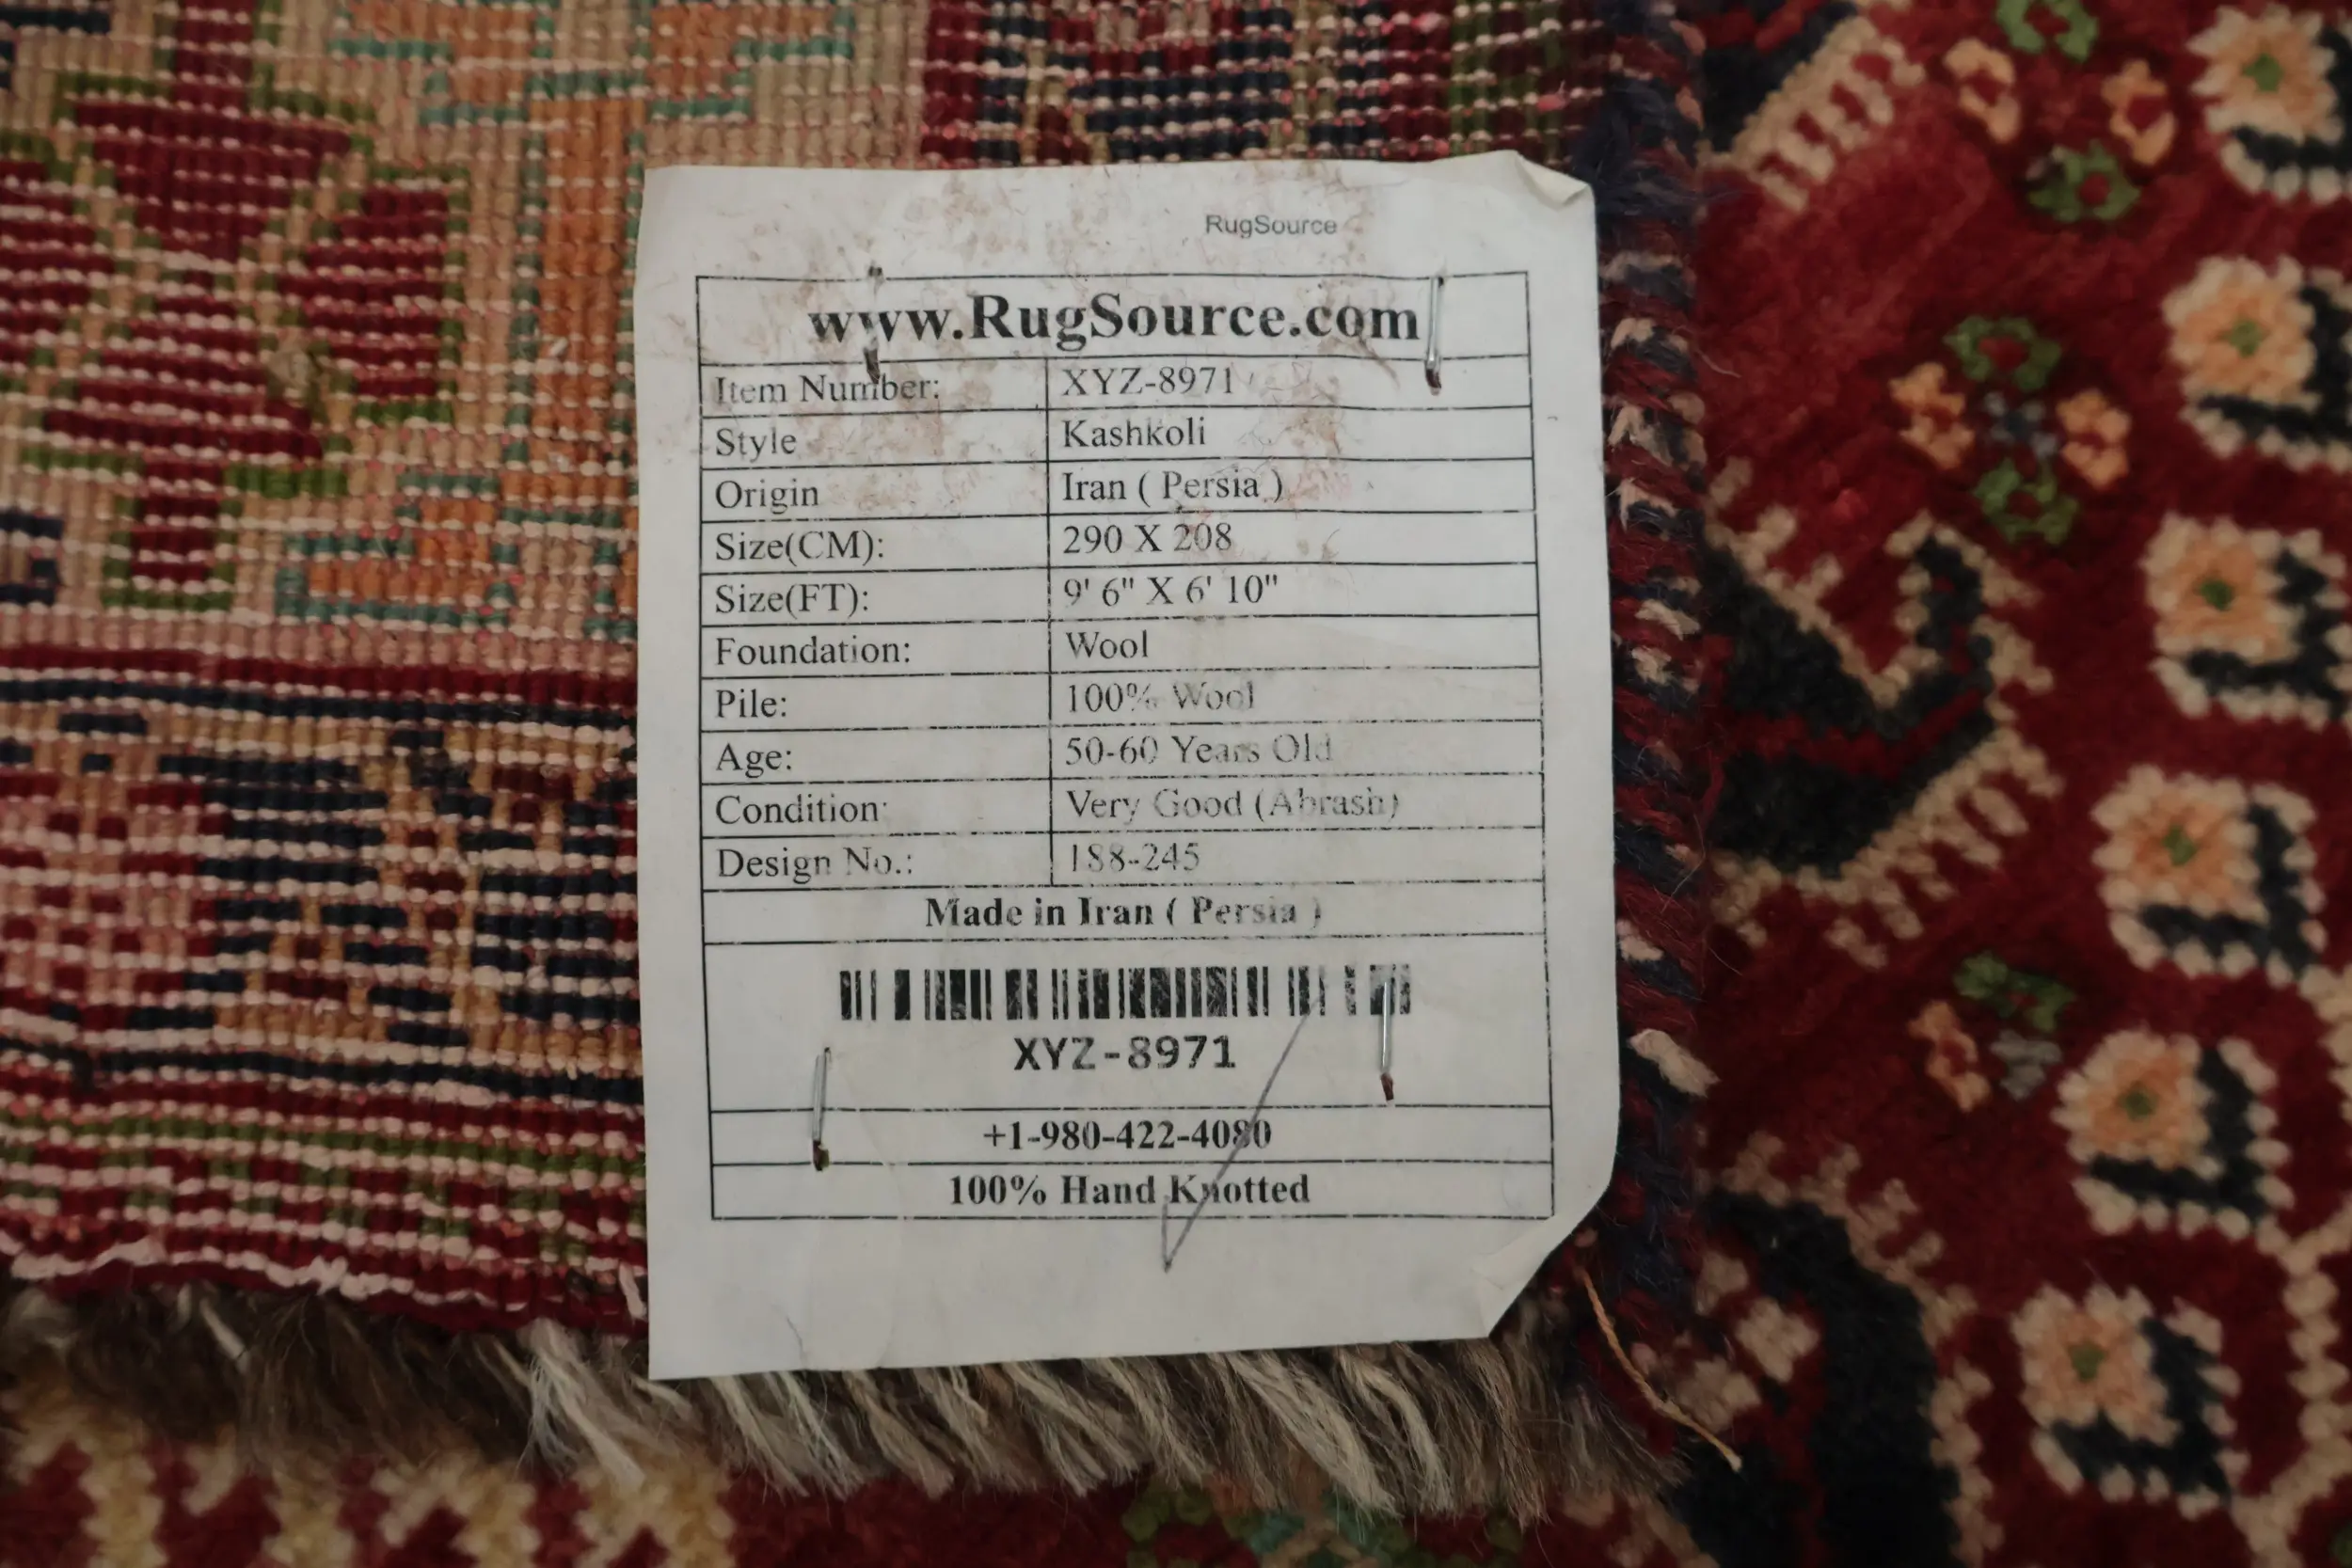 RugSource
www.RugSource.com
Item Number: XYZ-8971
Style Kashkoli
Origin Iran ( Persia )
Size(CM): 290 X 208
Size(FT): 9' 6" X 6' 10"
Foundation: Wool
Pile: 100% Wool
Age: 50-60 Years Old
Condition: Very Good (Abrash)
Design No.: 188-245
Made in Iran ( Persia )
XYZ-8971
+1-980-422-4080
100% Hand Knotted